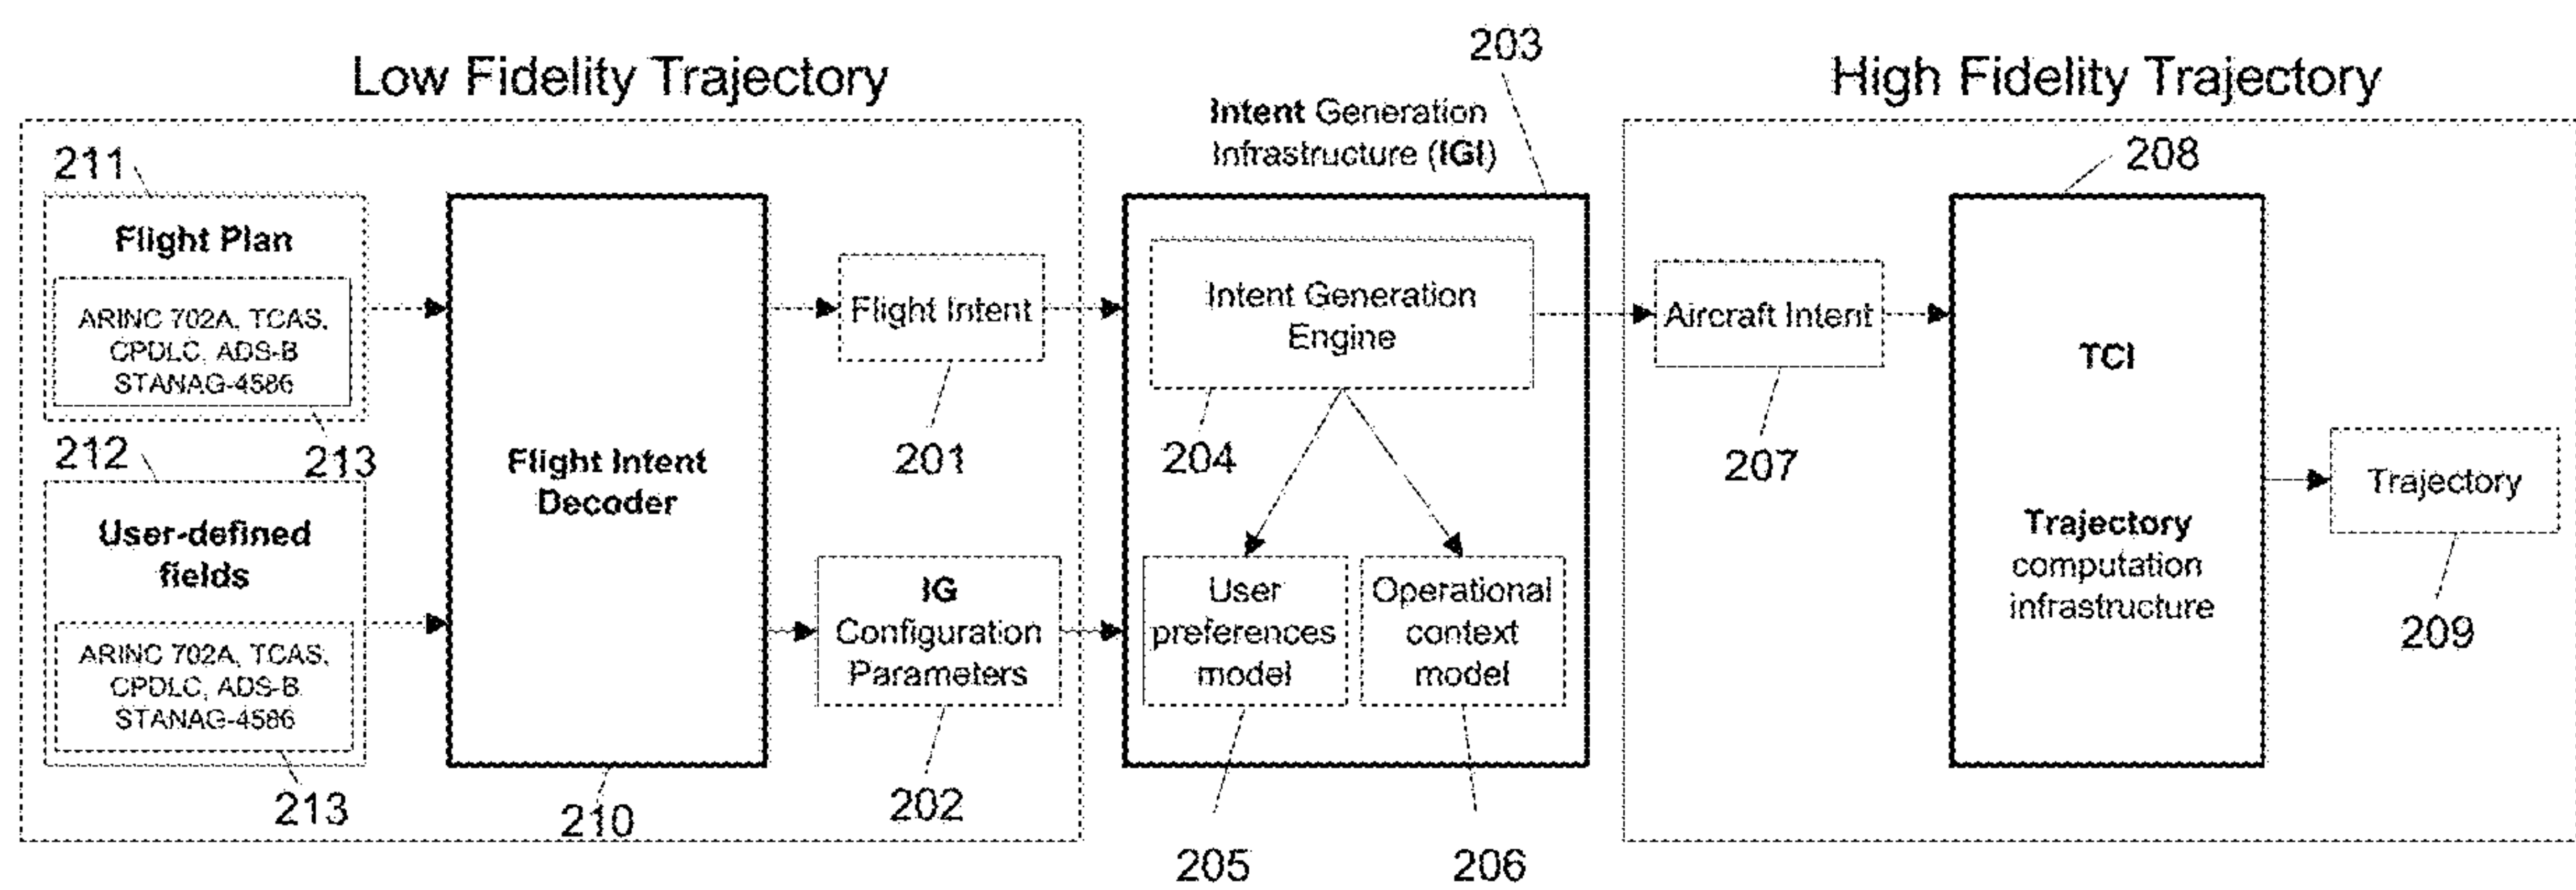 Low Fidelity Trajectory
211
Flight Plan
ARINC 702A, TCAS,
CPDLC, ADS-B
STANAG-4586
213
212
User-defined
fields
ARINC 702A, TCAS,
CPDLC, ADS-B
STANAG-4586
213
Flight Intent
Decoder
210
Flight Intent
201
IG
Configuration
Parameters
202
203
Intent Generation
Infrastructure (IGI)
Intent Generation
Engine
204
User
preferences
model
205
Operational
context
model
206
High Fidelity Trajectory
Aircraft Intent
207
208
TCI
Trajectory
computation
infrastructure
Trajectory
209